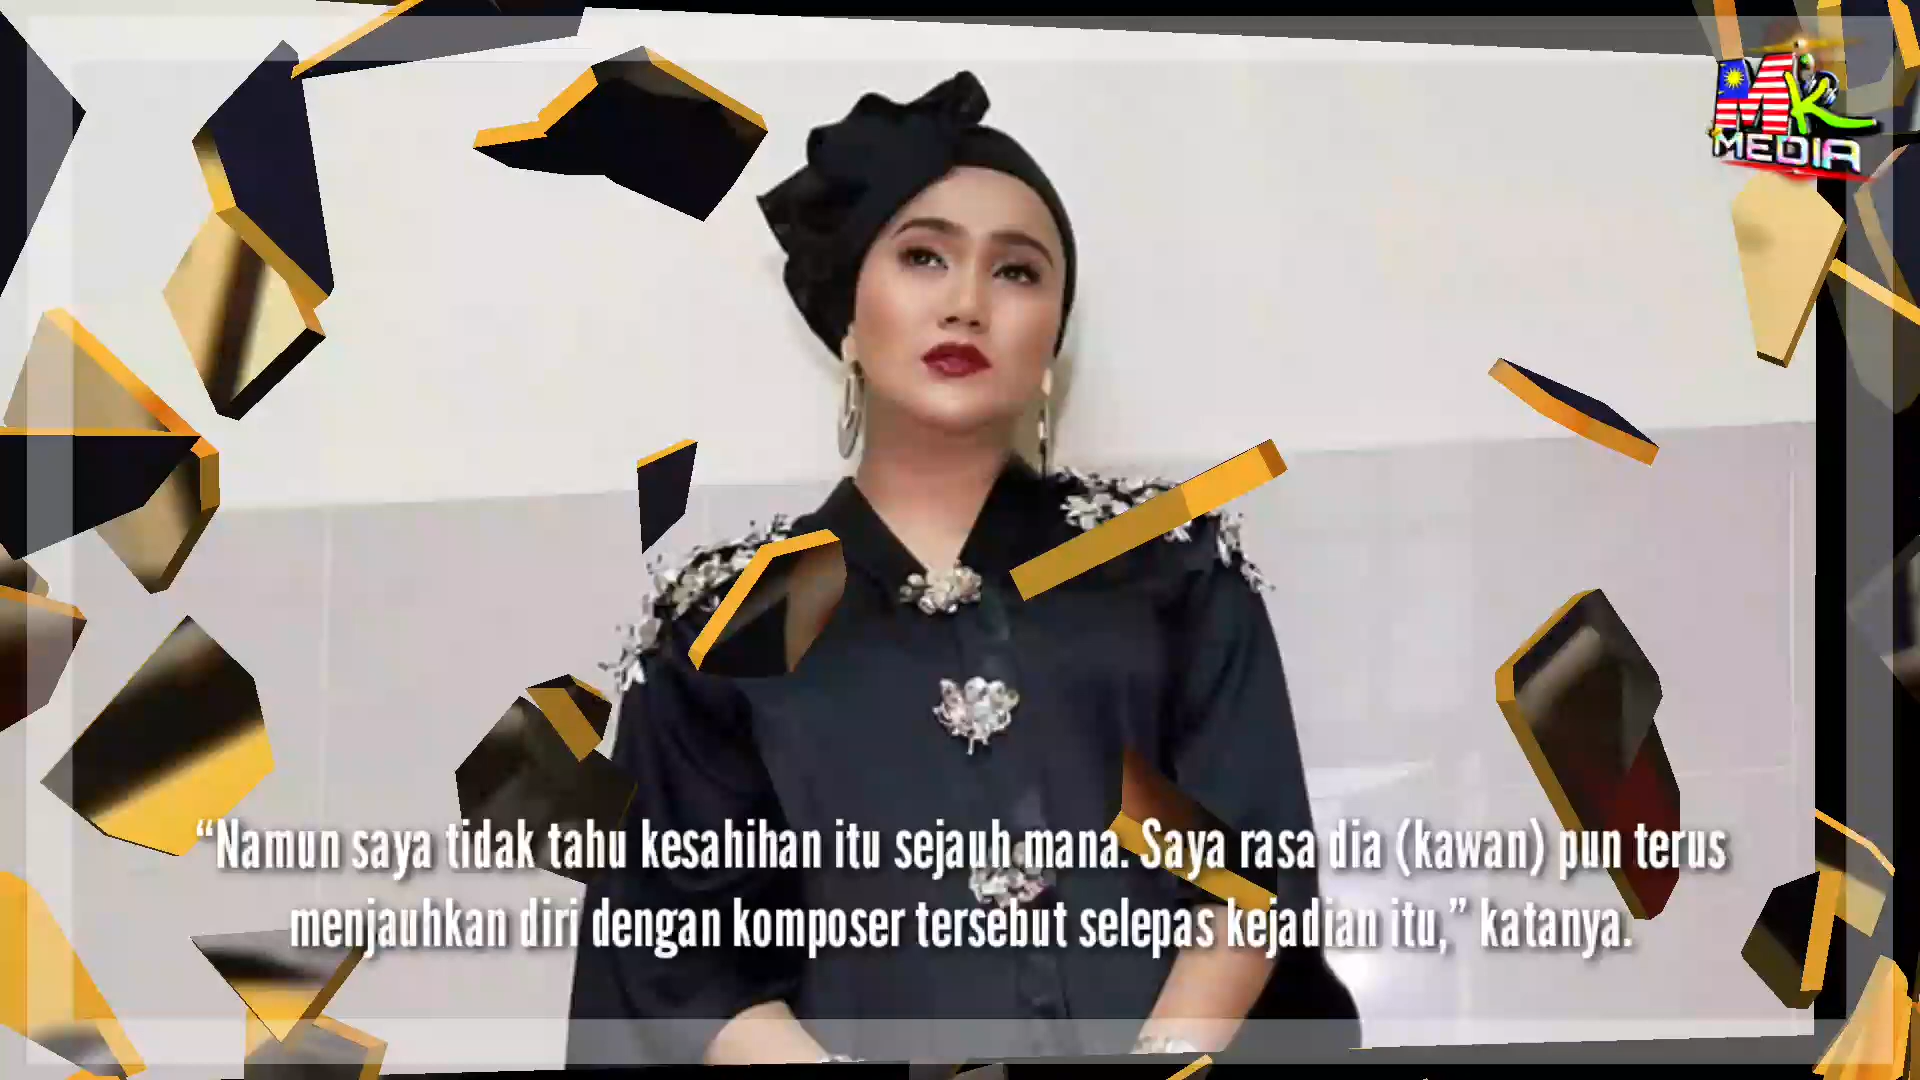 MK
MEDIA
“Namun saya tidak tahu kesahihan itu sejauh mana. Saya rasa dia (kawan) pun terus
menjauhkan diri dengan komposer tersebut selepas kejadian itu,” katanya.